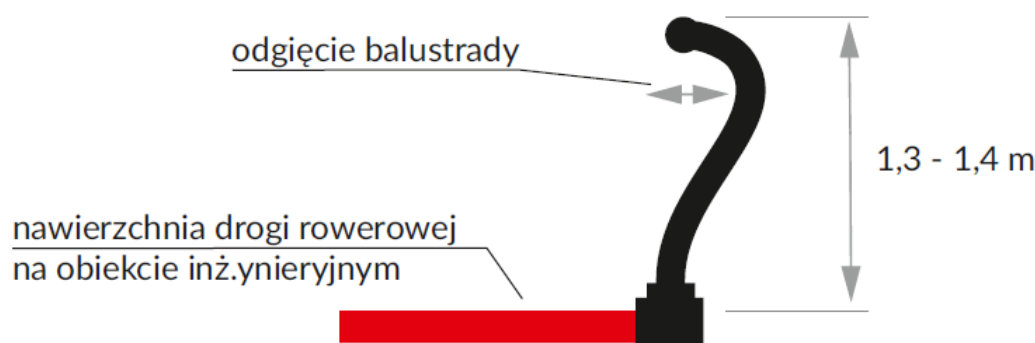 odgięcie balustrady
1,3 - 1,4 m
nawierzchnia drogi rowerowej
na obiekcie inż.ynieryjnym